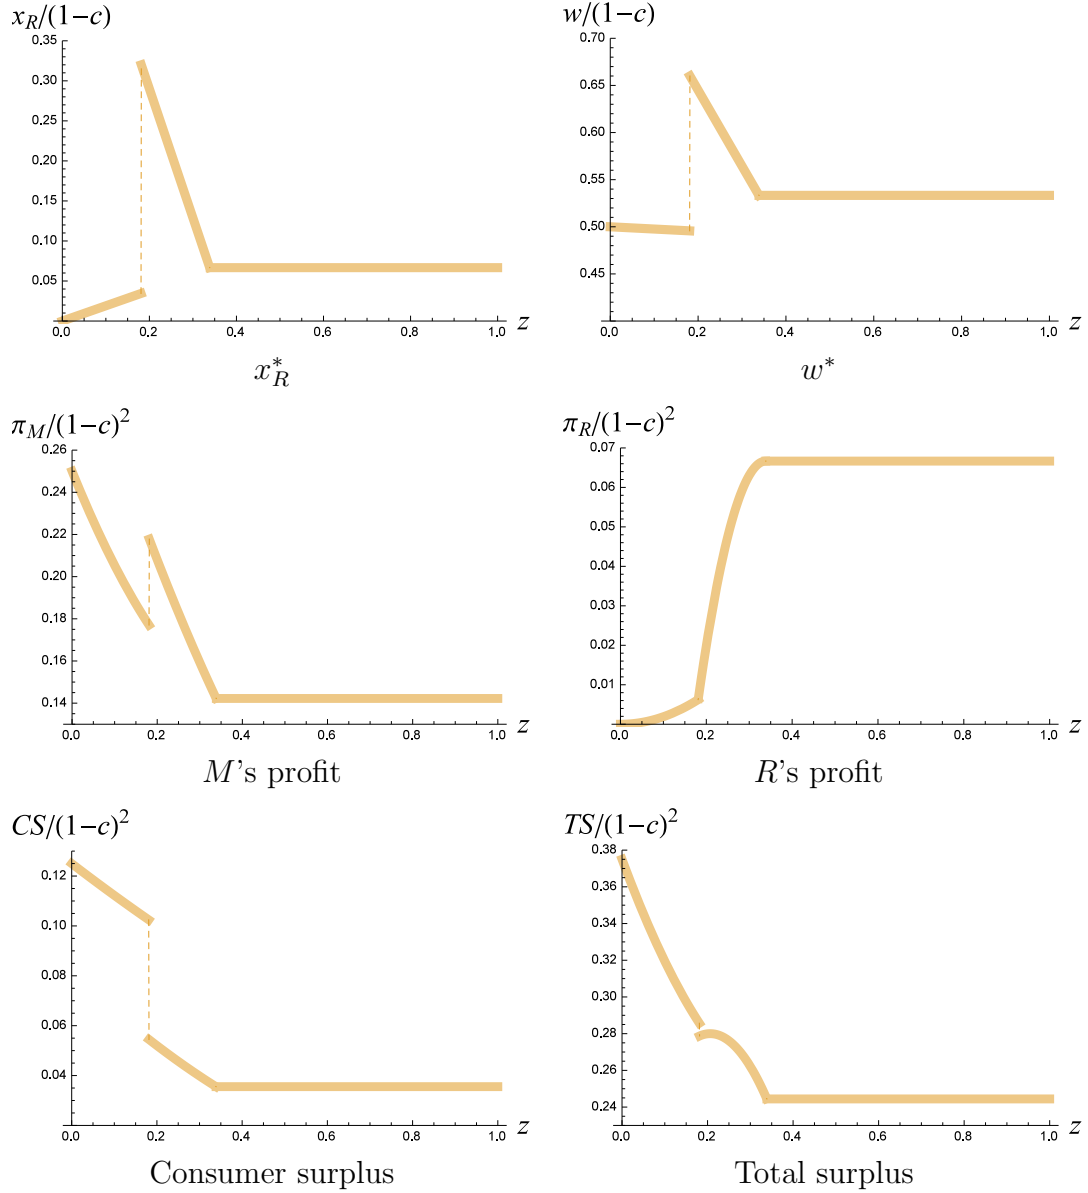 x_R/(1−c)
0.35
0.30
0.25
0.20
0.15
0.10
0.05
0.0 0.2 0.4 0.6 0.8 1.0 z
x*_R
w/(1−c)
0.70
0.65
0.60
0.55
0.50
0.45
0.0 0.2 0.4 0.6 0.8 1.0 z
w*
π_M/(1−c)²
0.26
0.24
0.22
0.20
0.18
0.16
0.14
0.0 0.2 0.4 0.6 0.8 1.0 z
M's profit
π_R/(1−c)²
0.07
0.06
0.05
0.04
0.03
0.02
0.01
0.0 0.2 0.4 0.6 0.8 1.0 z
R's profit
CS/(1−c)²
0.12
0.10
0.08
0.06
0.04
0.0 0.2 0.4 0.6 0.8 1.0 z
Consumer surplus
TS/(1−c)²
0.38
0.36
0.34
0.32
0.30
0.28
0.26
0.24
0.0 0.2 0.4 0.6 0.8 1.0 z
Total surplus